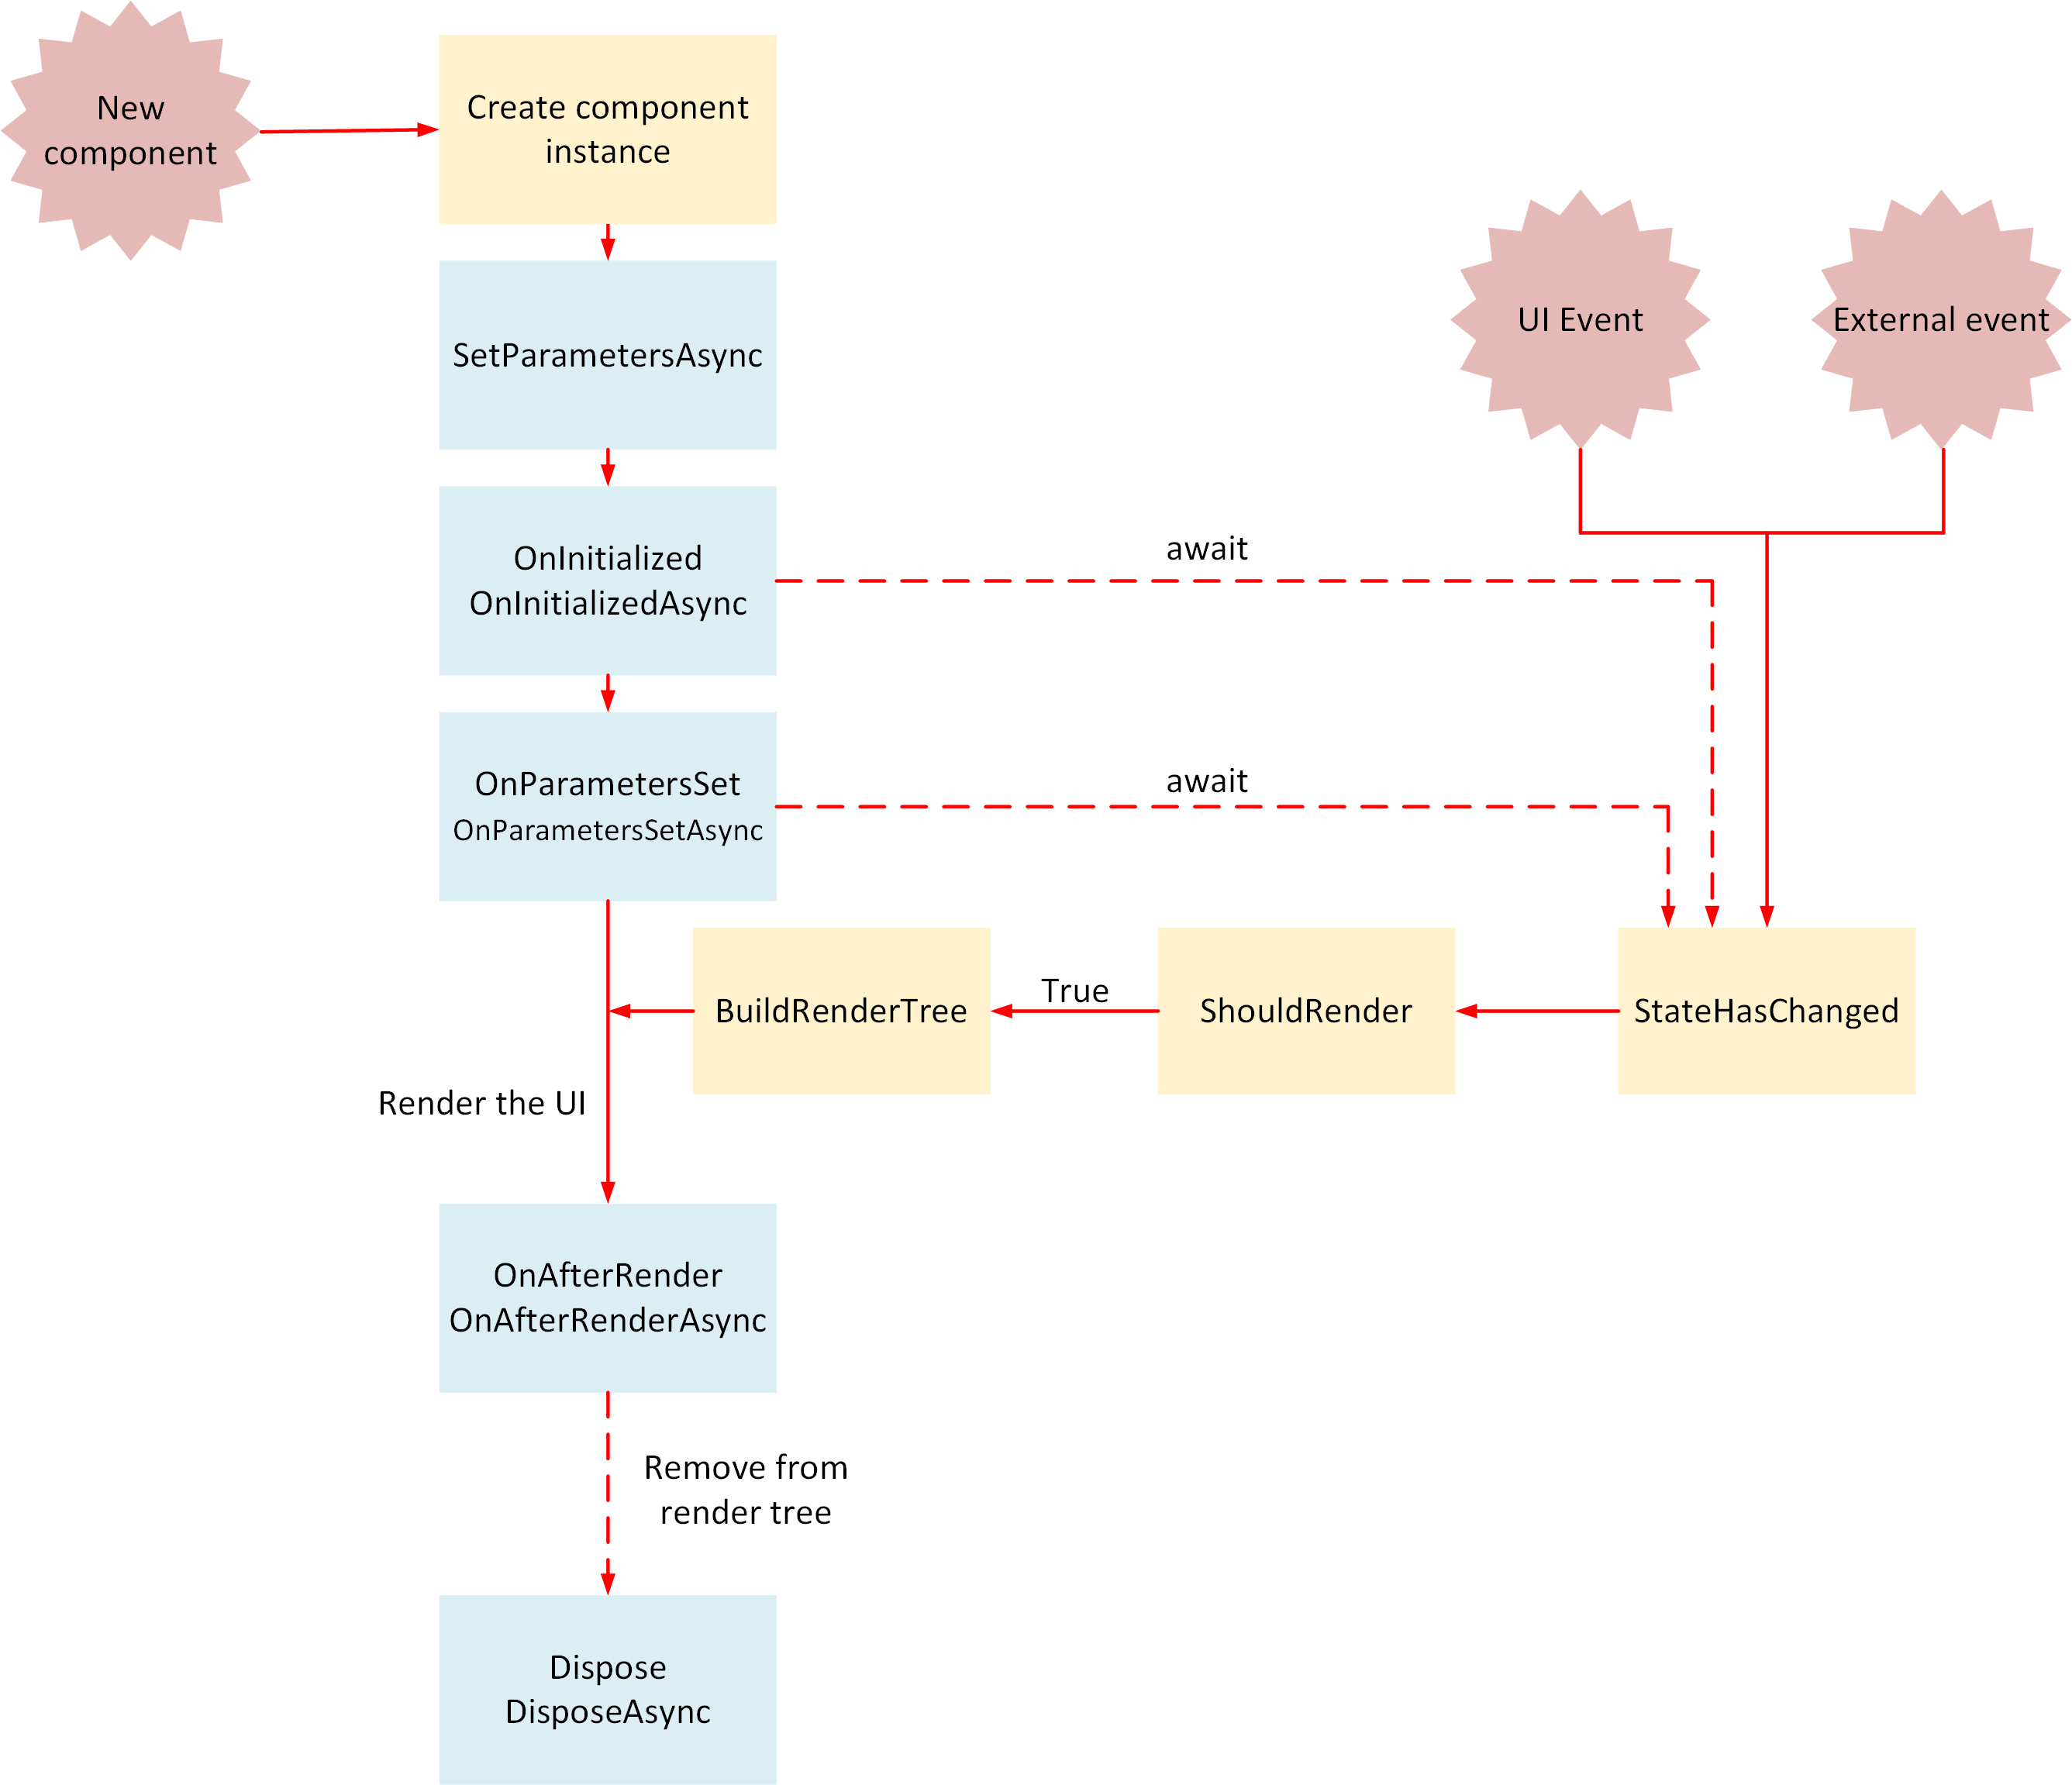 New
component
Create component
instance
SetParametersAsync
UI Event
External event
OnInitialized
OnInitializedAsync
await
OnParametersSet
OnParametersSetAsync
await
BuildRenderTree
True
ShouldRender
StateHasChanged
Render the UI
OnAfterRender
OnAfterRenderAsync
Remove from
render tree
Dispose
DisposeAsync